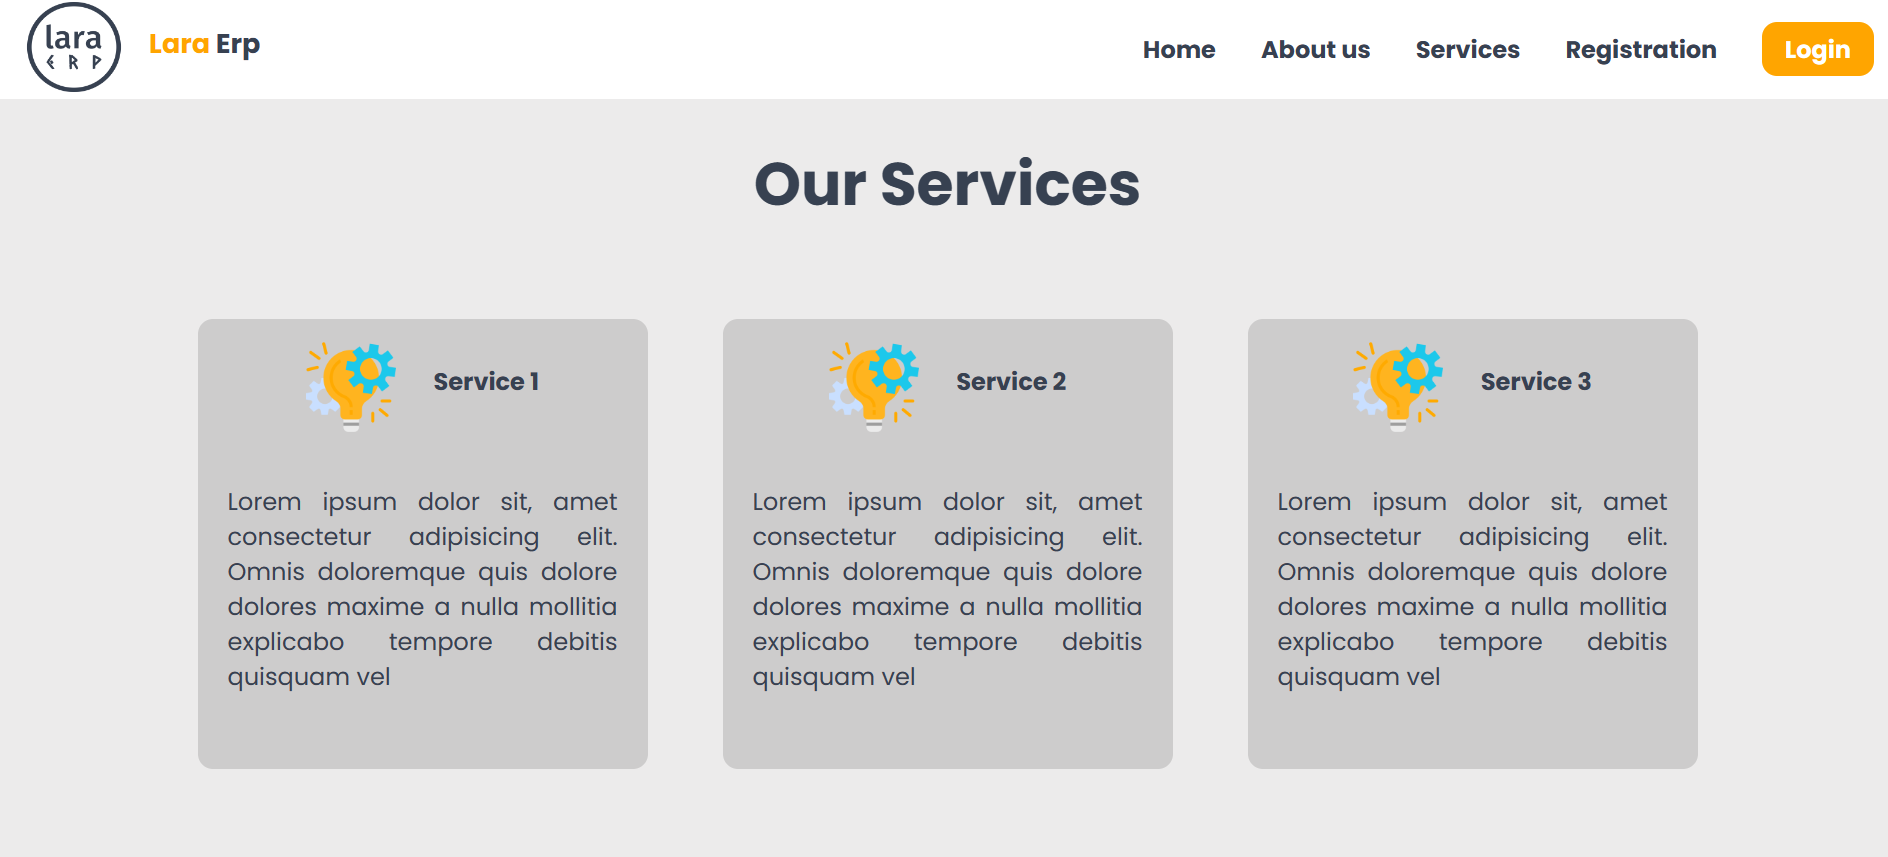 lara
ERP
Lara Erp
Home About us Services Registration Login
Our Services
Service 1
Lorem ipsum dolor sit, amet
consectetur adipisicing elit.
Omnis doloremque quis dolore
dolores maxime a nulla mollitia
explicabo tempore debitis
quisquam vel
Service 2
Lorem ipsum dolor sit, amet
consectetur adipisicing elit.
Omnis doloremque quis dolore
dolores maxime a nulla mollitia
explicabo tempore debitis
quisquam vel
Service 3
Lorem ipsum dolor sit, amet
consectetur adipisicing elit.
Omnis doloremque quis dolore
dolores maxime a nulla mollitia
explicabo tempore debitis
quisquam vel